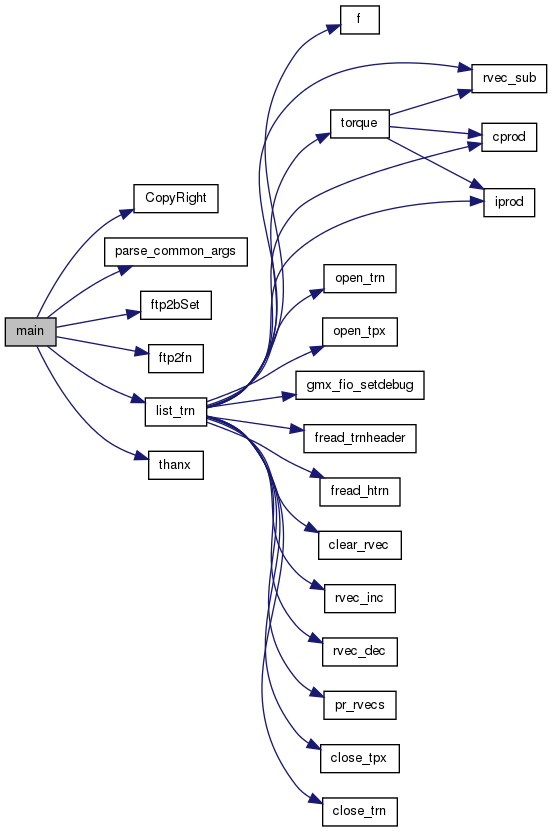 f
rvec_sub
torque
cprod
CopyRight
iprod
parse_common_args
open_trn
ftp2bSet
open_tpx
main
ftp2fn
gmx_fio_setdebug
list_trn
fread_trnheader
thanx
fread_htrn
clear_rvec
rvec_inc
rvec_dec
pr_rvecs
close_tpx
close_trn